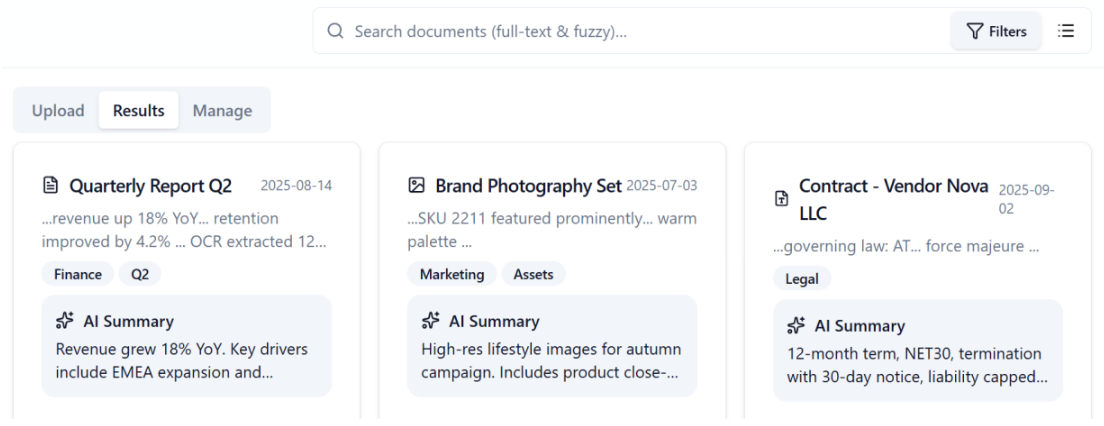 Search documents (full-text & fuzzy)...
Filters
Upload
Results
Manage
Quarterly Report Q2
2025-08-14
...revenue up 18% YoY... retention
improved by 4.2% ... OCR extracted 12...
Finance
Q2
AI Summary
Revenue grew 18% YoY. Key drivers
include EMEA expansion and...
Brand Photography Set
2025-07-03
...SKU 2211 featured prominently... warm
palette ...
Marketing
Assets
AI Summary
High-res lifestyle images for autumn
campaign. Includes product close-...
Contract - Vendor Nova
LLC
2025-09-
02
...governing law: AT... force majeure ...
Legal
AI Summary
12-month term, NET30, termination
with 30-day notice, liability capped...